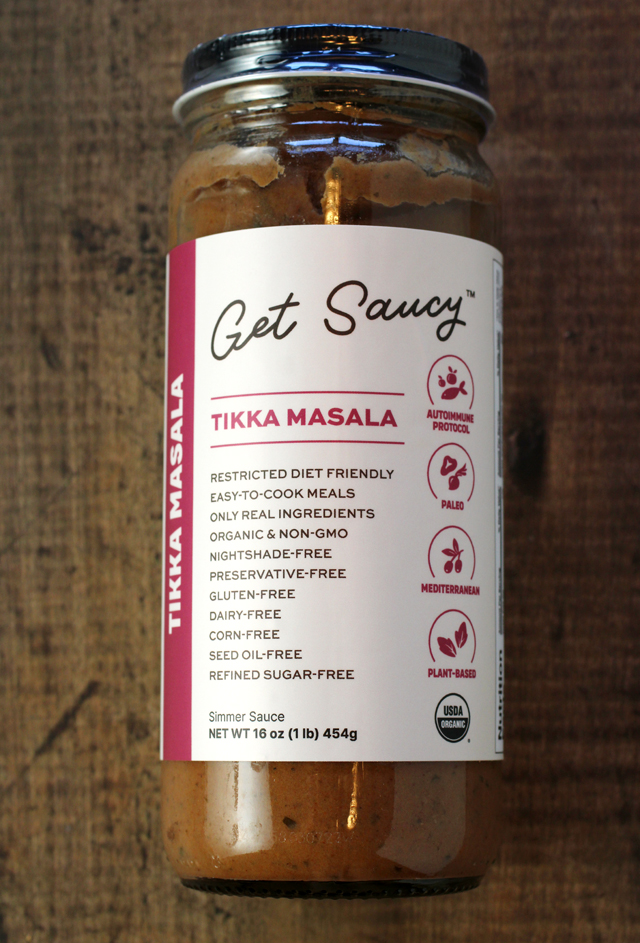 Get Saucy™
TIKKA MASALA
TIKKA MASALA
RESTRICTED DIET FRIENDLY
EASY-TO-COOK MEALS
ONLY REAL INGREDIENTS
ORGANIC & NON-GMO
NIGHTSHADE-FREE
PRESERVATIVE-FREE
GLUTEN-FREE
DAIRY-FREE
CORN-FREE
SEED OIL-FREE
REFINED SUGAR-FREE
Simmer Sauce
NET WT 16 oz (1 lb) 454g
AUTOIMMUNE
PROTOCOL
PALEO
MEDITERRANEAN
PLANT-BASED
USDA
ORGANIC
Nutrition